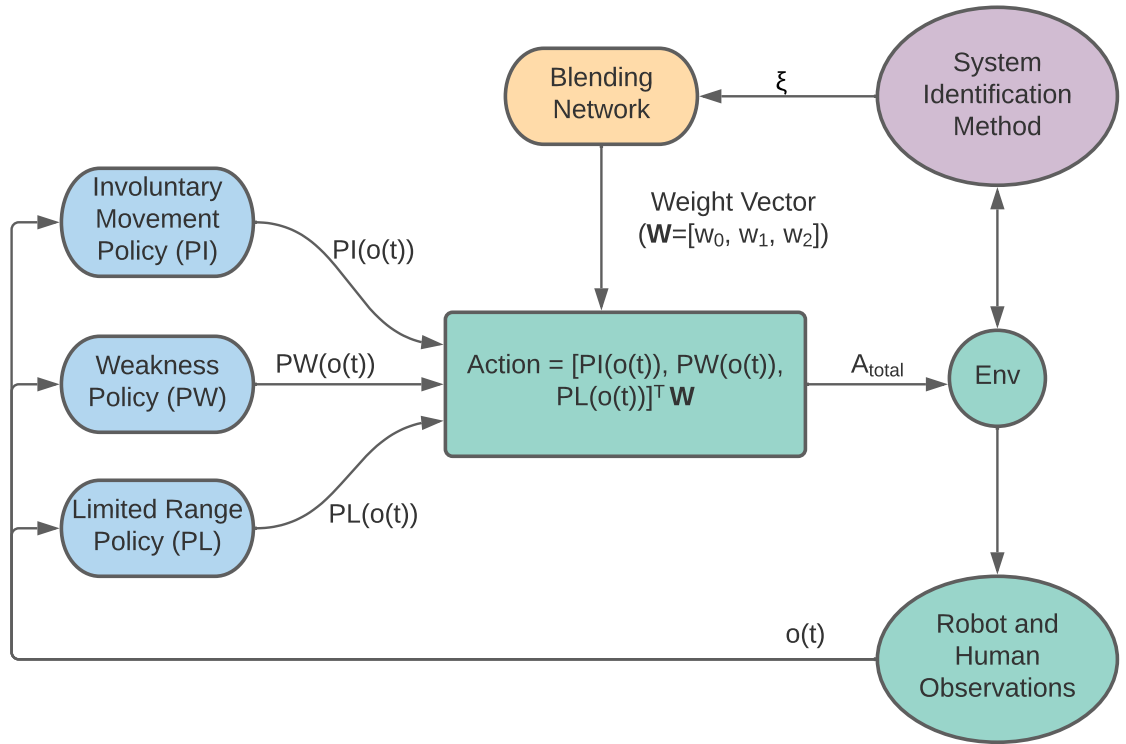 Blending
Network
ξ
System
Identification
Method
Weight Vector
(W=[w₀, w₁, w₂])
Involuntary
Movement
Policy (PI)
PI(o(t))
Weakness
Policy (PW)
PW(o(t))
Limited Range
Policy (PL)
PL(o(t))
Action = [PI(o(t)), PW(o(t)),
PL(o(t))]ᵀ W
Aₜₒₜₐₗ
Env
o(t)
Robot and
Human
Observations